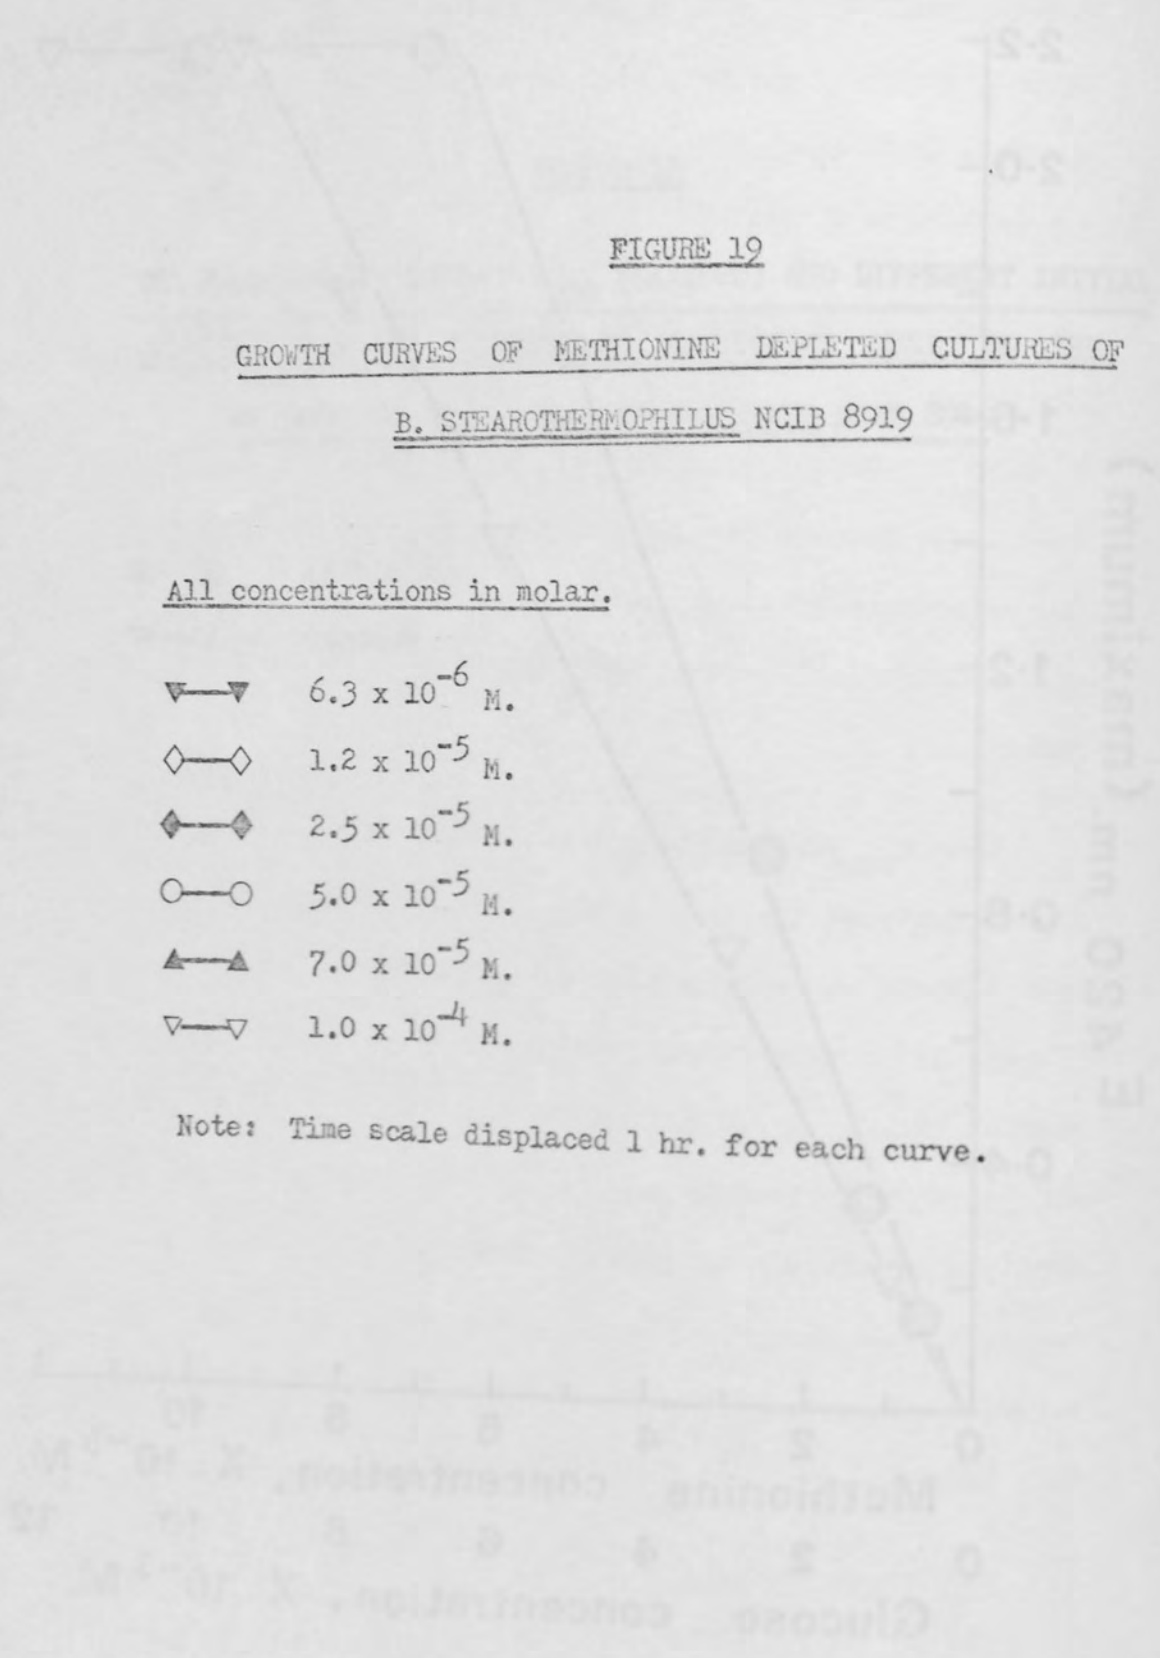 FIGURE 19
GROWTH CURVES OF METHIONINE DEPLETED CULTURES OF
B. STEAROTHERMOPHILUS NCIB 8919
All concentrations in molar.
6.3 x 10⁻⁶ M.
1.2 x 10⁻⁵ M.
2.5 x 10⁻⁵ M.
5.0 x 10⁻⁵ M.
7.0 x 10⁻⁵ M.
1.0 x 10⁻⁴ M.
Note: Time scale displaced 1 hr. for each curve.